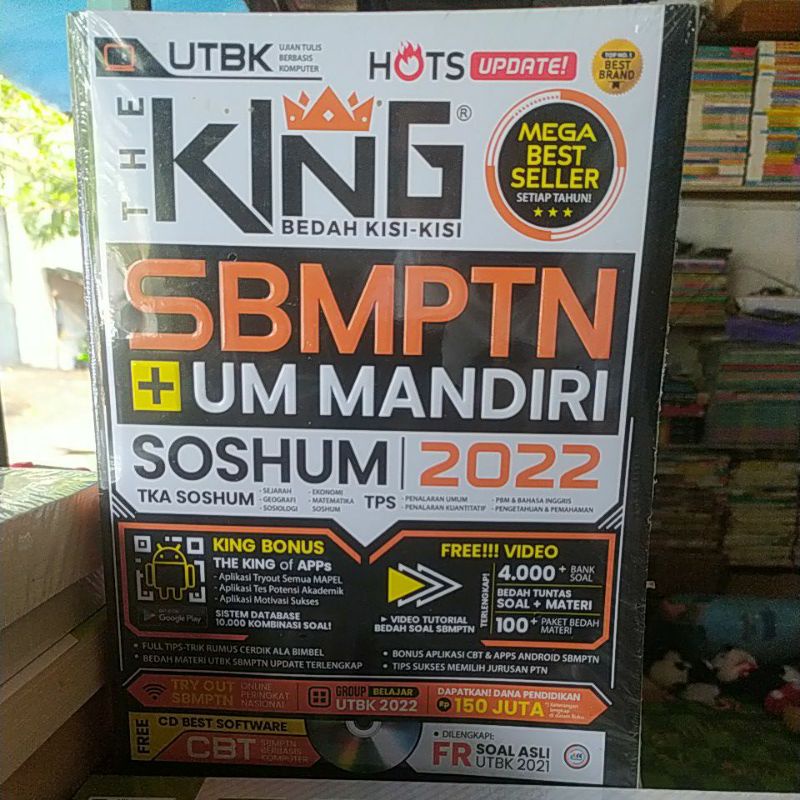 UTBK
UJIAN TULIS
BERBASIS
KOMPUTER
HOTS UPDATE!
TOP NO. 1
BEST
BRAND
THE KING®
BEDAH KISI-KISI
MEGA
BEST
SELLER
SETIAP TAHUN!
SBMPTN
+ UM MANDIRI
SOSHUM | 2022
TKA SOSHUM
- SEJARAH
- GEOGRAFI
- SOSIOLOGI
- EKONOMI
- MATEMATIKA
SOSHUM
TPS
- PENALARAN UMUM
- PENALARAN KUANTITATIF
- PBM & BAHASA INGGRIS
- PENGETAHUAN & PEMAHAMAN
KING BONUS
THE KING of APPs
- Aplikasi Tryout Semua MAPEL
- Aplikasi Tes Potensi Akademik
- Aplikasi Motivasi Sukses
SISTEM DATABASE
10.000 KOMBINASI SOAL!
Google Play
FREE!!! VIDEO
► VIDEO TUTORIAL
BEDAH SOAL SBMPTN
TERLENGKAP!
4.000+ BANK
SOAL
BEDAH TUNTAS
SOAL + MATERI
100+ PAKET BEDAH
MATERI
• FULL TIPS-TRIK RUMUS CERDIK ALA BIMBEL
• BEDAH MATERI UTBK SBMPTN UPDATE TERLENGKAP
• BONUS APLIKASI CBT & APPS ANDROID SBMPTN
• TIPS SUKSES MEMILIH JURUSAN PTN
TRY OUT
SBMPTN
ONLINE
PERINGKAT
NASIONAL
GROUP BELAJAR
UTBK 2022
DAPATKAN! DANA PENDIDIKAN
Rp 150 JUTA*
FREE
CD BEST SOFTWARE
CBT
SBMPTN
BERBASIS
KOMPUTER
• DILENGKAPI:
FR SOAL ASLI
UTBK 2021